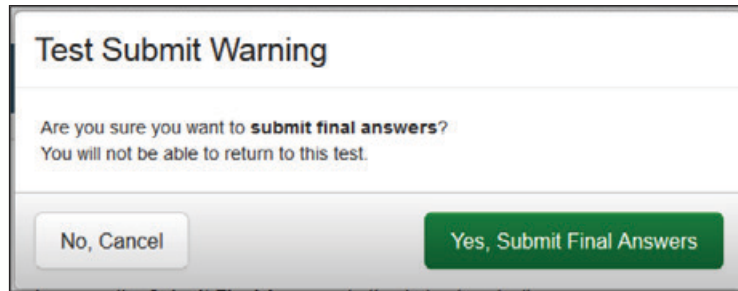 Test Submit Warning
Are you sure you want to submit final answers?
You will not be able to return to this test.
No, Cancel
Yes, Submit Final Answers